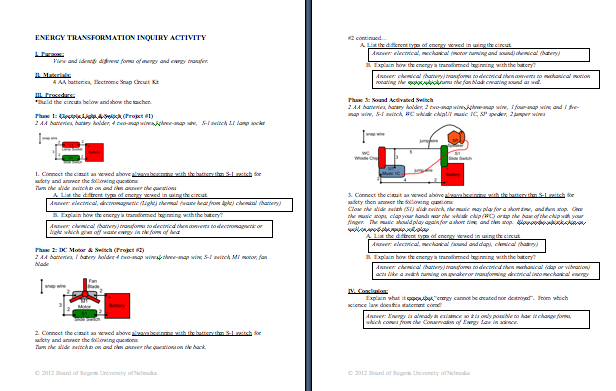 ENERGY TRANSFORMATION INQUIRY ACTIVITY
I. Purpose:
View and identify different forms of energy and energy transfer.
II. Materials:
4 AA batteries, Electronic Snap Circuit Kit
III. Procedure:
*Build the circuits below and show the teacher.
Phase 1: Electric Light & Switch (Project #1)
2 AA batteries, battery holder, 4 two-snap wires, 1 three-snap wire, S-1 switch, L1 lamp socket
snap wire
Lamp Socket
Slide Switch
Battery
1. Connect the circuit as viewed above always beginning with the battery then S-1 switch for
safety and answer the following questions:
Turn the slide switch to on and then answer the questions
A. List the different types of energy viewed in using the circuit.
Answer: electrical, electromagnetic (Light) thermal (waste heat from light) chemical (battery)
B. Explain how the energy is transformed beginning with the battery?
Answer: chemical (battery) transforms to electrical then converts to electromagnetic or
light which gives off waste energy in the form of heat
Phase 2: DC Motor & Switch (Project #2)
2 AA batteries, 1 battery holder, 4 two-snap wires, 1 three-snap wire, S-1 switch, M1 motor, fan
blade
snap wire
Fan
Blade
M1
Motor
S1
Slide Switch
Battery
2. Connect the circuit as viewed above always beginning with the battery then S-1 switch for
safety and answer the following questions:
Turn the slide switch to on and then answer the questions on the back.
© 2012 Board of Regents University of Nebraska
#2 continued…
A. List the different types of energy viewed in using the circuit.
Answer: electrical, mechanical (motor turning and sound) chemical (battery)
B. Explain how the energy is transformed beginning with the battery?
Answer: chemical (battery) transforms to electrical then converts to mechanical motion
rotating the turns the fan blade creating sound as well.
Phase 3: Sound Activated Switch
2 AA batteries, battery holder, 2 two-snap wires, 1 three-snap wire, 1 four-snap wire, and 1 five-
snap wire, S-1 switch, WC whistle chip, U1 music IC, SP speaker, 2 jumper wires
snap wire
jump wire
WC
Whistle Chip
Music 1C
jump wire
S1
Slide Switch
Battery
3. Connect the circuit as viewed above always beginning with the battery then S-1 switch for
safety then answer the following questions:
Close the slide switch (S1) slide switch, the music may play for a short time, and then stop. Once
the music stops, clap your hands near the whistle chip (WC) or tap the base of the chip with your
finger. The music should play again for a short time, and then stop.
A. List the different types of energy viewed in using the circuit.
Answer: electrical, mechanical (sound and clap), chemical (battery)
B. Explain how the energy is transformed beginning with the battery?
Answer: chemical (battery) transforms to electrical then mechanical (clap or vibration)
acts like a switch turning on speaker or transforming electrical into mechanical energy
IV. Conclusion:
Explain what it means that "energy cannot be created nor destroyed". From which
science law does this statement come?
Answer: Energy is already in existence so it is only possible to have it change forms,
which comes from the Conservation of Energy Law in science.
© 2012 Board of Regents University of Nebraska